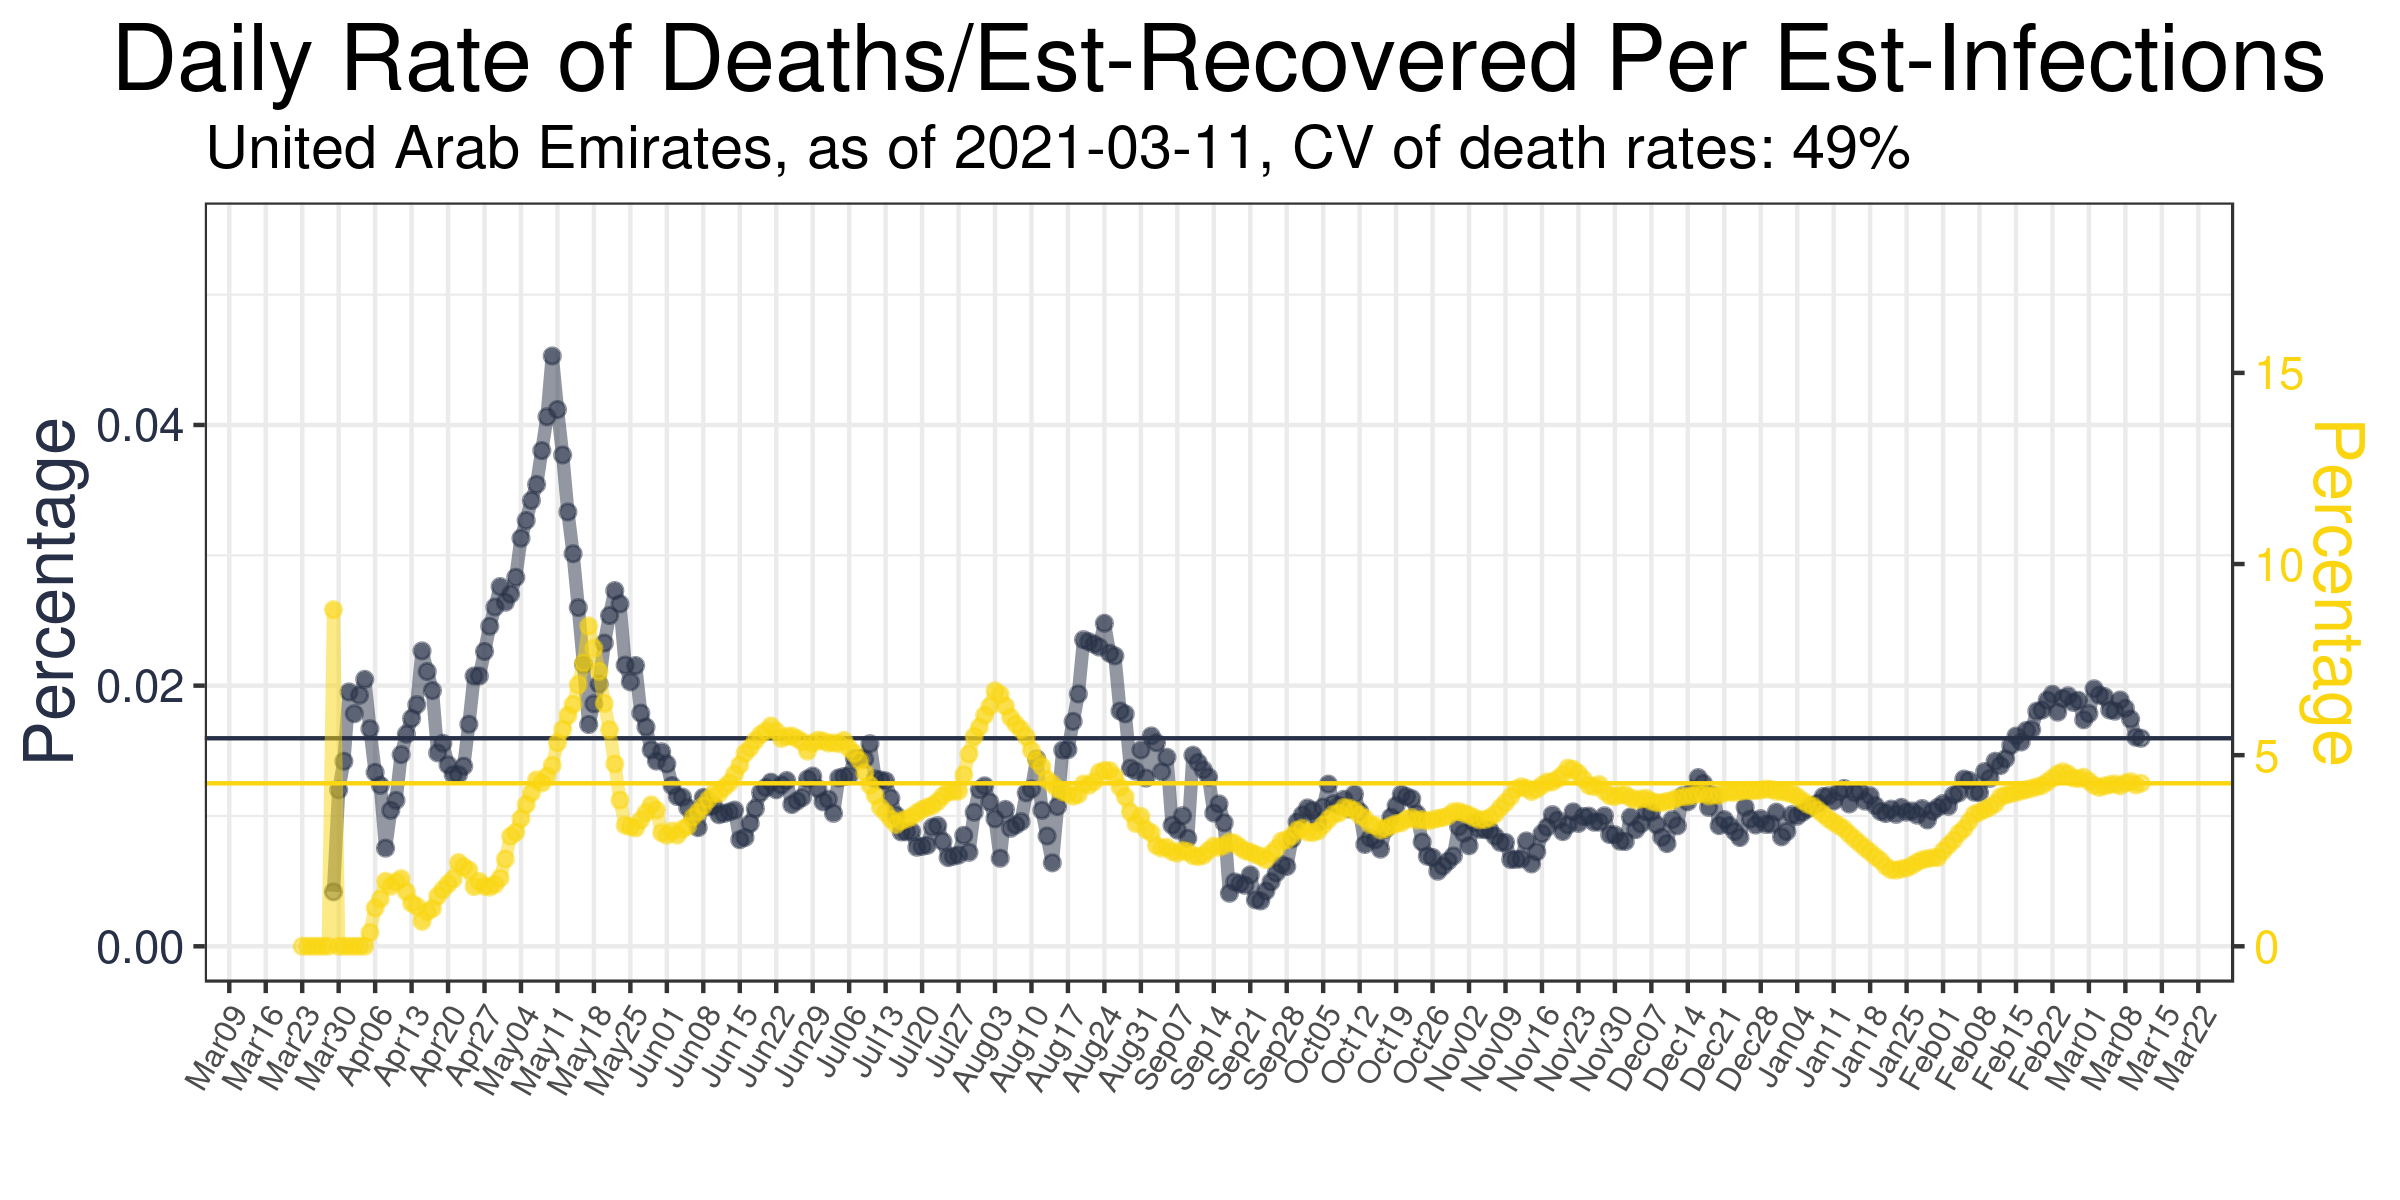 Daily Rate of Deaths/Est-Recovered Per Est-Infections
United Arab Emirates, as of 2021-03-11, CV of death rates: 49%
Percentage
0.04
0.02
0.00
15
10
5
0
Percentage
Mar09
Mar16
Mar23
Mar30
Apr06
Apr13
Apr20
Apr27
May04
May11
May18
May25
Jun01
Jun08
Jun15
Jun22
Jun29
Jul06
Jul13
Jul20
Jul27
Aug03
Aug10
Aug17
Aug24
Aug31
Sep07
Sep14
Sep21
Sep28
Oct05
Oct12
Oct19
Oct26
Nov02
Nov09
Nov16
Nov23
Nov30
Dec07
Dec14
Dec21
Dec28
Jan04
Jan11
Jan18
Jan25
Feb01
Feb08
Feb15
Feb22
Mar01
Mar08
Mar15
Mar22